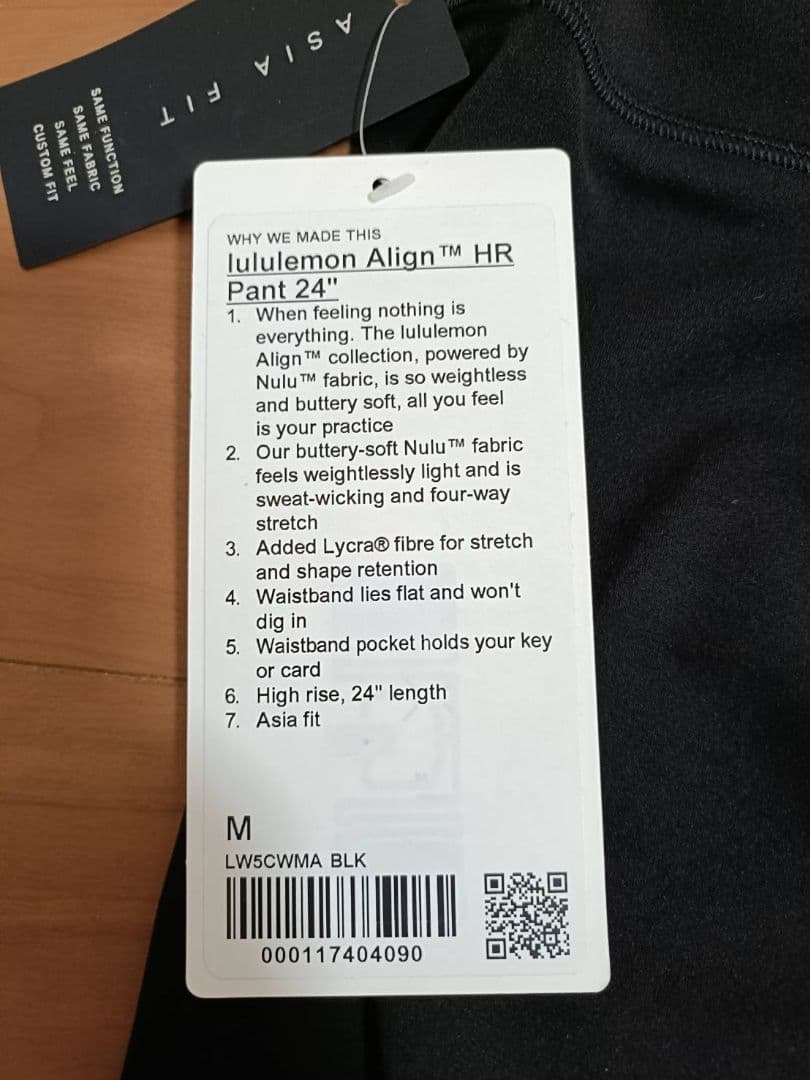 ASIA FIT
SAME FUNCTION
SAME FABRIC
SAME FEEL
CUSTOM FIT
WHY WE MADE THIS
lululemon Align™ HR
Pant 24"
1. When feeling nothing is
everything. The lululemon
Align™ collection, powered by
Nulu™ fabric, is so weightless
and buttery soft, all you feel
is your practice
2. Our buttery-soft Nulu™ fabric
feels weightlessly light and is
sweat-wicking and four-way
stretch
3. Added Lycra® fibre for stretch
and shape retention
4. Waistband lies flat and won't
dig in
5. Waistband pocket holds your key
or card
6. High rise, 24" length
7. Asia fit
M
LW5CWMA BLK
000117404090